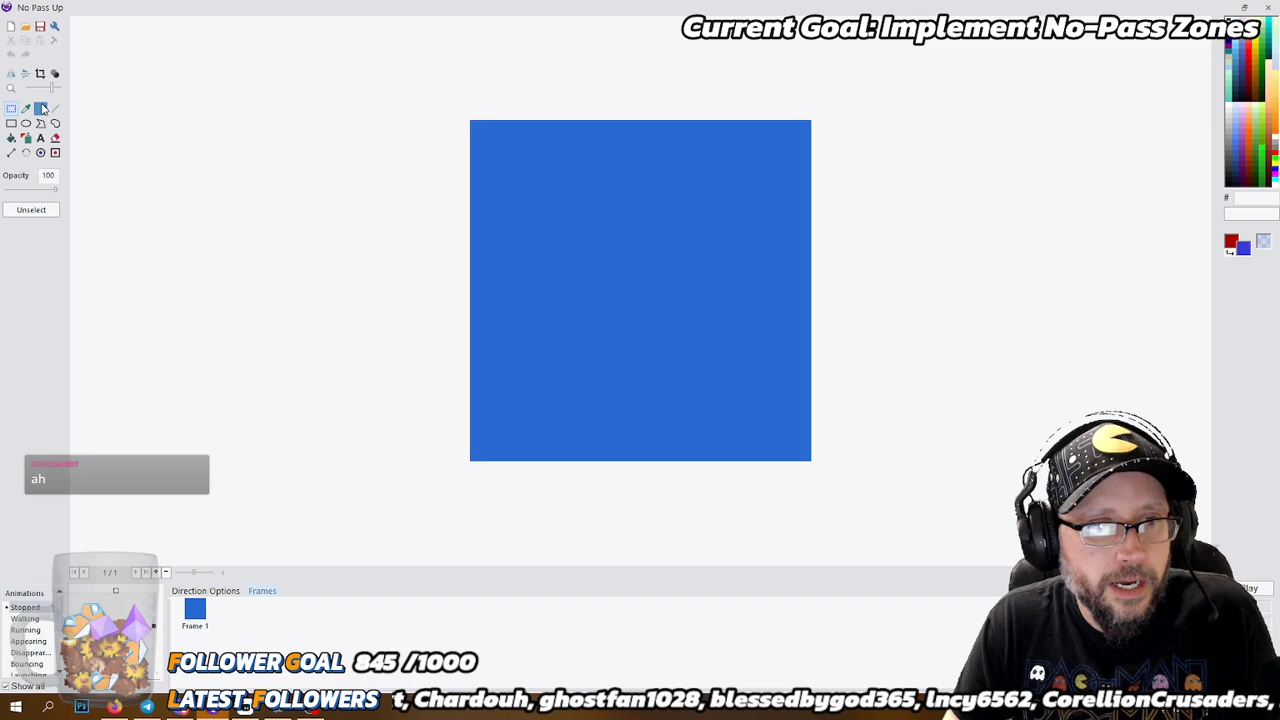 No Pass Up
Current Goal: Implement No-Pass Zones
Opacity 100
Unselect
#
ah
1 / 1
Animations
Direction Options Frames
Stopped
Walking
Running
Appearing
Disappear...
Bouncing
Show all
Frame 1
FOLLOWER GOAL 845 /1000
LATEST FOLLOWERS t, Chardouh, ghostfan1028, blessedbygod365, lncy6562, CorellionCrusaders,